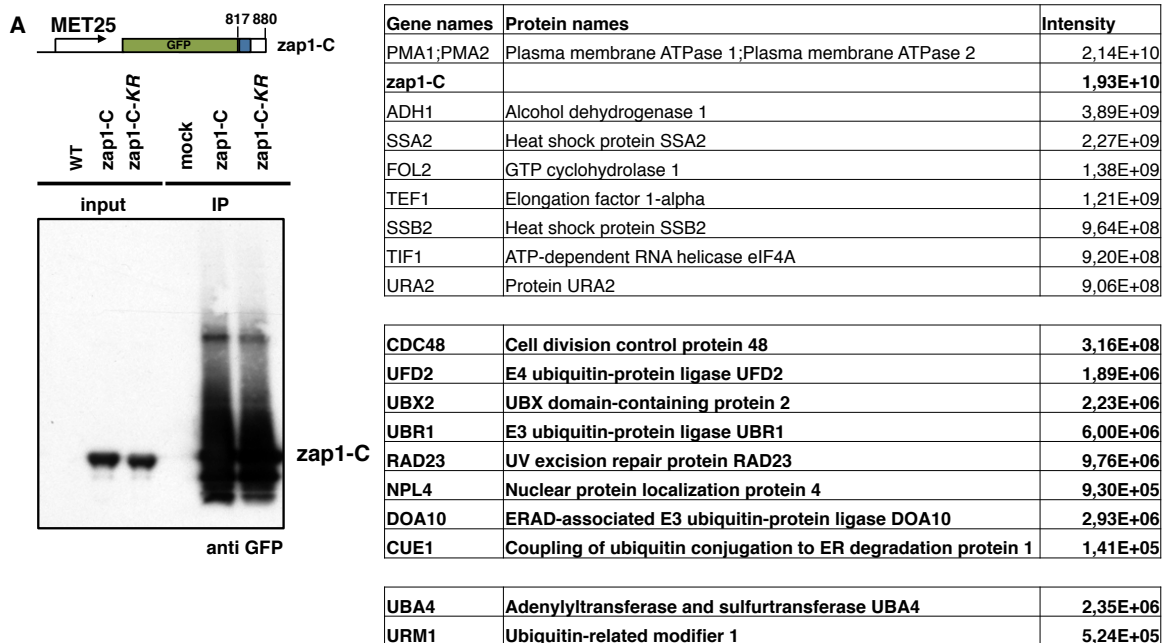 A
MET25
817 880
GFP
zap1-C
WT
zap1-C
zap1-C-KR
mock
zap1-C
zap1-C-KR
input
IP
zap1-C
anti GFP
Gene names Protein names Intensity
PMA1;PMA2 Plasma membrane ATPase 1;Plasma membrane ATPase 2 2,14E+10
zap1-C 1,93E+10
ADH1 Alcohol dehydrogenase 1 3,89E+09
SSA2 Heat shock protein SSA2 2,27E+09
FOL2 GTP cyclohydrolase 1 1,38E+09
TEF1 Elongation factor 1-alpha 1,21E+09
SSB2 Heat shock protein SSB2 9,64E+08
TIF1 ATP-dependent RNA helicase eIF4A 9,20E+08
URA2 Protein URA2 9,06E+08
CDC48 Cell division control protein 48 3,16E+08
UFD2 E4 ubiquitin-protein ligase UFD2 1,89E+06
UBX2 UBX domain-containing protein 2 2,23E+06
UBR1 E3 ubiquitin-protein ligase UBR1 6,00E+06
RAD23 UV excision repair protein RAD23 9,76E+06
NPL4 Nuclear protein localization protein 4 9,30E+05
DOA10 ERAD-associated E3 ubiquitin-protein ligase DOA10 2,93E+06
CUE1 Coupling of ubiquitin conjugation to ER degradation protein 1 1,41E+05
UBA4 Adenylyltransferase and sulfurtransferase UBA4 2,35E+06
URM1 Ubiquitin-related modifier 1 5,24E+05